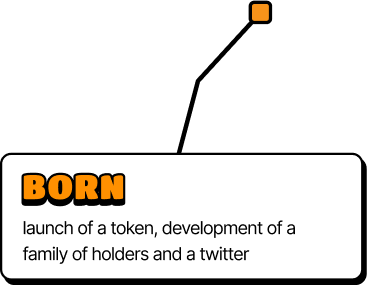 BORN
launch of a token, development of a
family of holders and a twitter